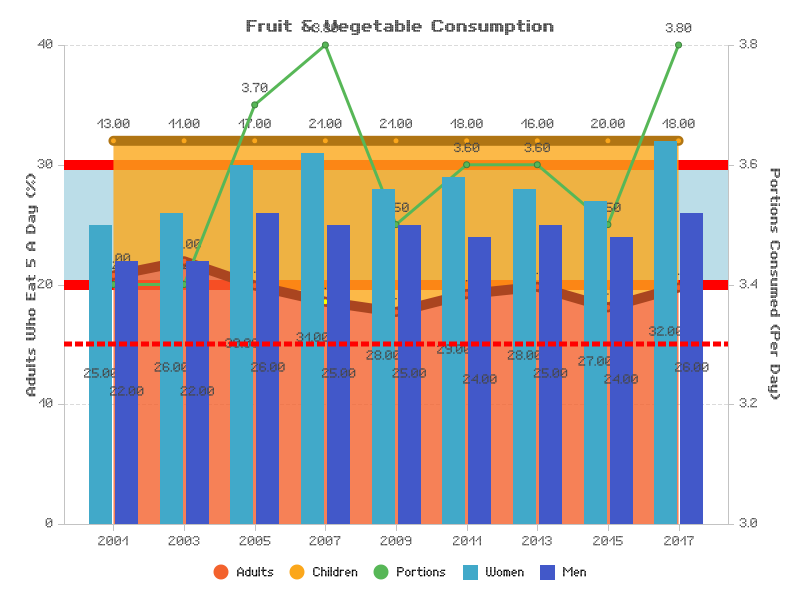 Fruit & Vegetable Consumption
40
3.8
3.80
3.70
13.00 11.00 17.00 21.00 21.00 18.00 16.00 20.00 18.00
3.60 3.60
30
3.6
20
3.4
30.00 31.00 29.00 32.00
28.00 28.00
25.00 26.00 26.00 25.00 25.00 27.00 25.00 26.00
22.00 22.00 24.00 24.00
10
3.2
0
3.0
2001 2003 2005 2007 2009 2011 2013 2015 2017
Adults Who Eat 5 A Day (%)
Portions Consumed (Per Day)
Adults Children Portions Women Men